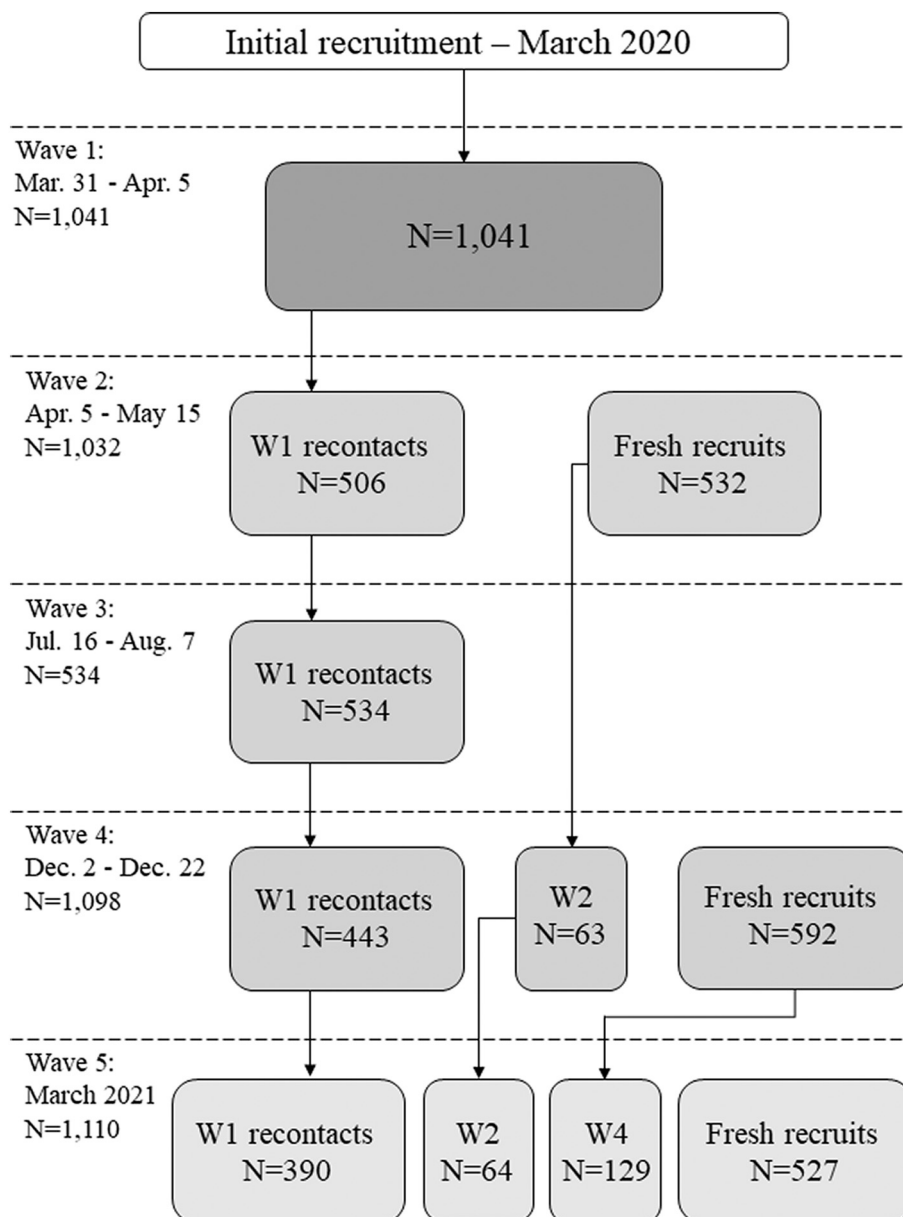 Initial recruitment – March 2020
Wave 1:
Mar. 31 - Apr. 5
N=1,041
N=1,041
Wave 2:
Apr. 5 - May 15
N=1,032
W1 recontacts
N=506
Fresh recruits
N=532
Wave 3:
Jul. 16 - Aug. 7
N=534
W1 recontacts
N=534
Wave 4:
Dec. 2 - Dec. 22
N=1,098
W1 recontacts
N=443
W2
N=63
Fresh recruits
N=592
Wave 5:
March 2021
N=1,110
W1 recontacts
N=390
W2
N=64
W4
N=129
Fresh recruits
N=527